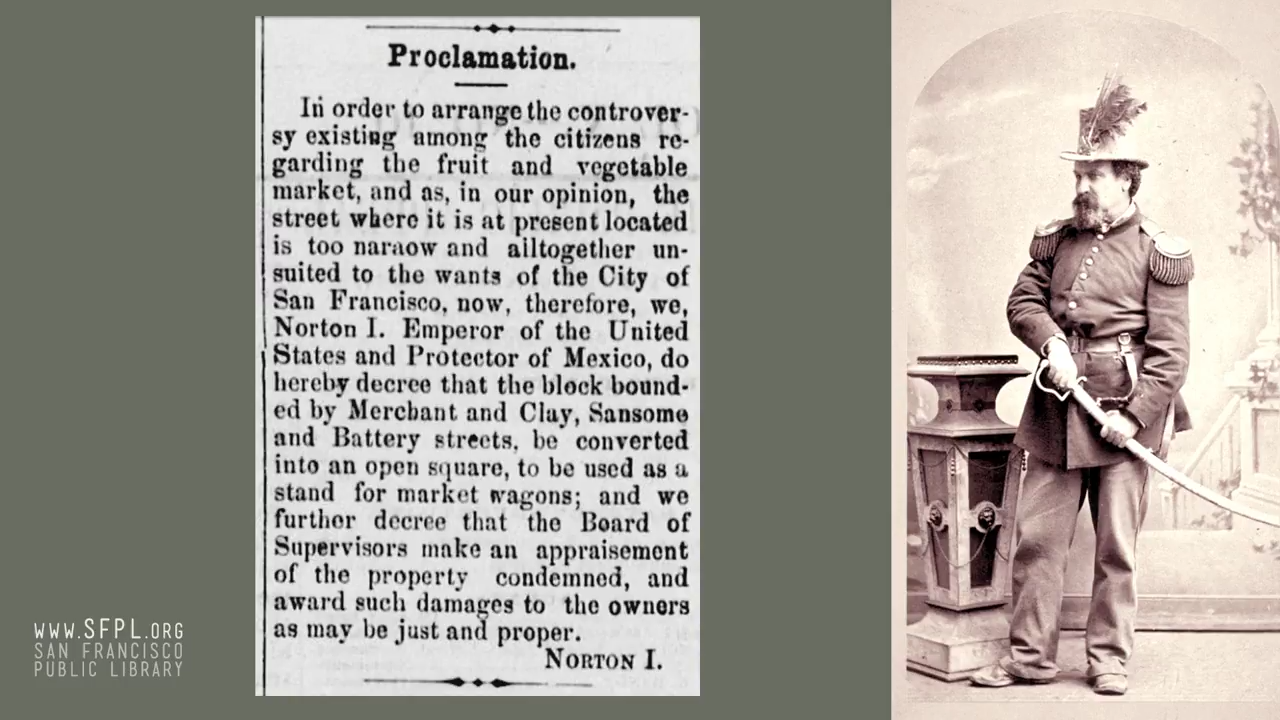 Proclamation.
In order to arrange the controver-
sy existing among the citizens re-
garding the fruit and vegetable
market, and as, in our opinion, the
street where it is at present located
is too naraow and ailtogether un-
suited to the wants of the City of
San Francisco, now, therefore, we,
Norton I. Emperor of the United
States and Protector of Mexico, do
hereby decree that the block bound-
ed by Merchant and Clay, Sansome
and Battery streets, be converted
into an open square, to be used as a
stand for market wagons; and we
further decree that the Board of
Supervisors make an appraisement
of the property condemned, and
award such damages to the owners
as may be just and proper.
NORTON I.
WWW.SFPL.ORG
SAN FRANCISCO
PUBLIC LIBRARY